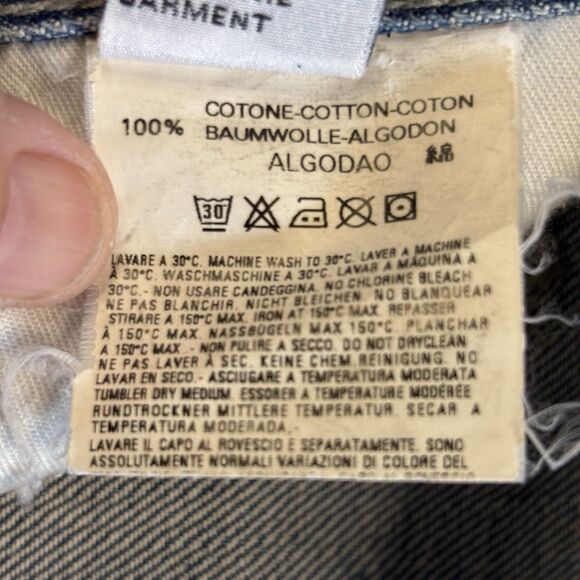 GARMENT
COTONE-COTTON-COTON
100% BAUMWOLLE-ALGODON
ALGODAO 綿
30
LAVARE A 30°C. MACHINE WASH TO 30°C. LAVER A MACHINE
À 30°C. WASCHMASCHINE A 30°C. LAVAR A MÁQUINA A
30°C.- NON USARE CANDEGGINA. NO CHLORINE BLEACH
NE PAS BLANCHIR. NICHT BLEICHEN. NO BLANQUEAR
STIRARE A 150°C MAX. IRON AT 150°C MAX. REPASSER
À 150°C MAX. NASSBÜGELN MAX 150°C. PLANCHAR
A 150°C MAX.- NON PULIRE A SECCO. DO NOT DRYCLEAN
NE PAS LAVER À SEC. KEINE CHEM.REINIGUNG. NO
LAVAR EN SECO.- ASCIUGARE A TEMPERATURA MODERATA
TUMBLER DRY MEDIUM. ESSORER A TEMPERATURE MODÉRÉE
RUNDTROCKNER MITTLERE TEMPERATUR. SECAR A
TEMPERATURA MODERADA.-
LAVARE IL CAPO AL ROVESCIO E SEPARATAMENTE. SONO
ASSOLUTAMENTE NORMALI VARIAZIONI DI COLORE DEL